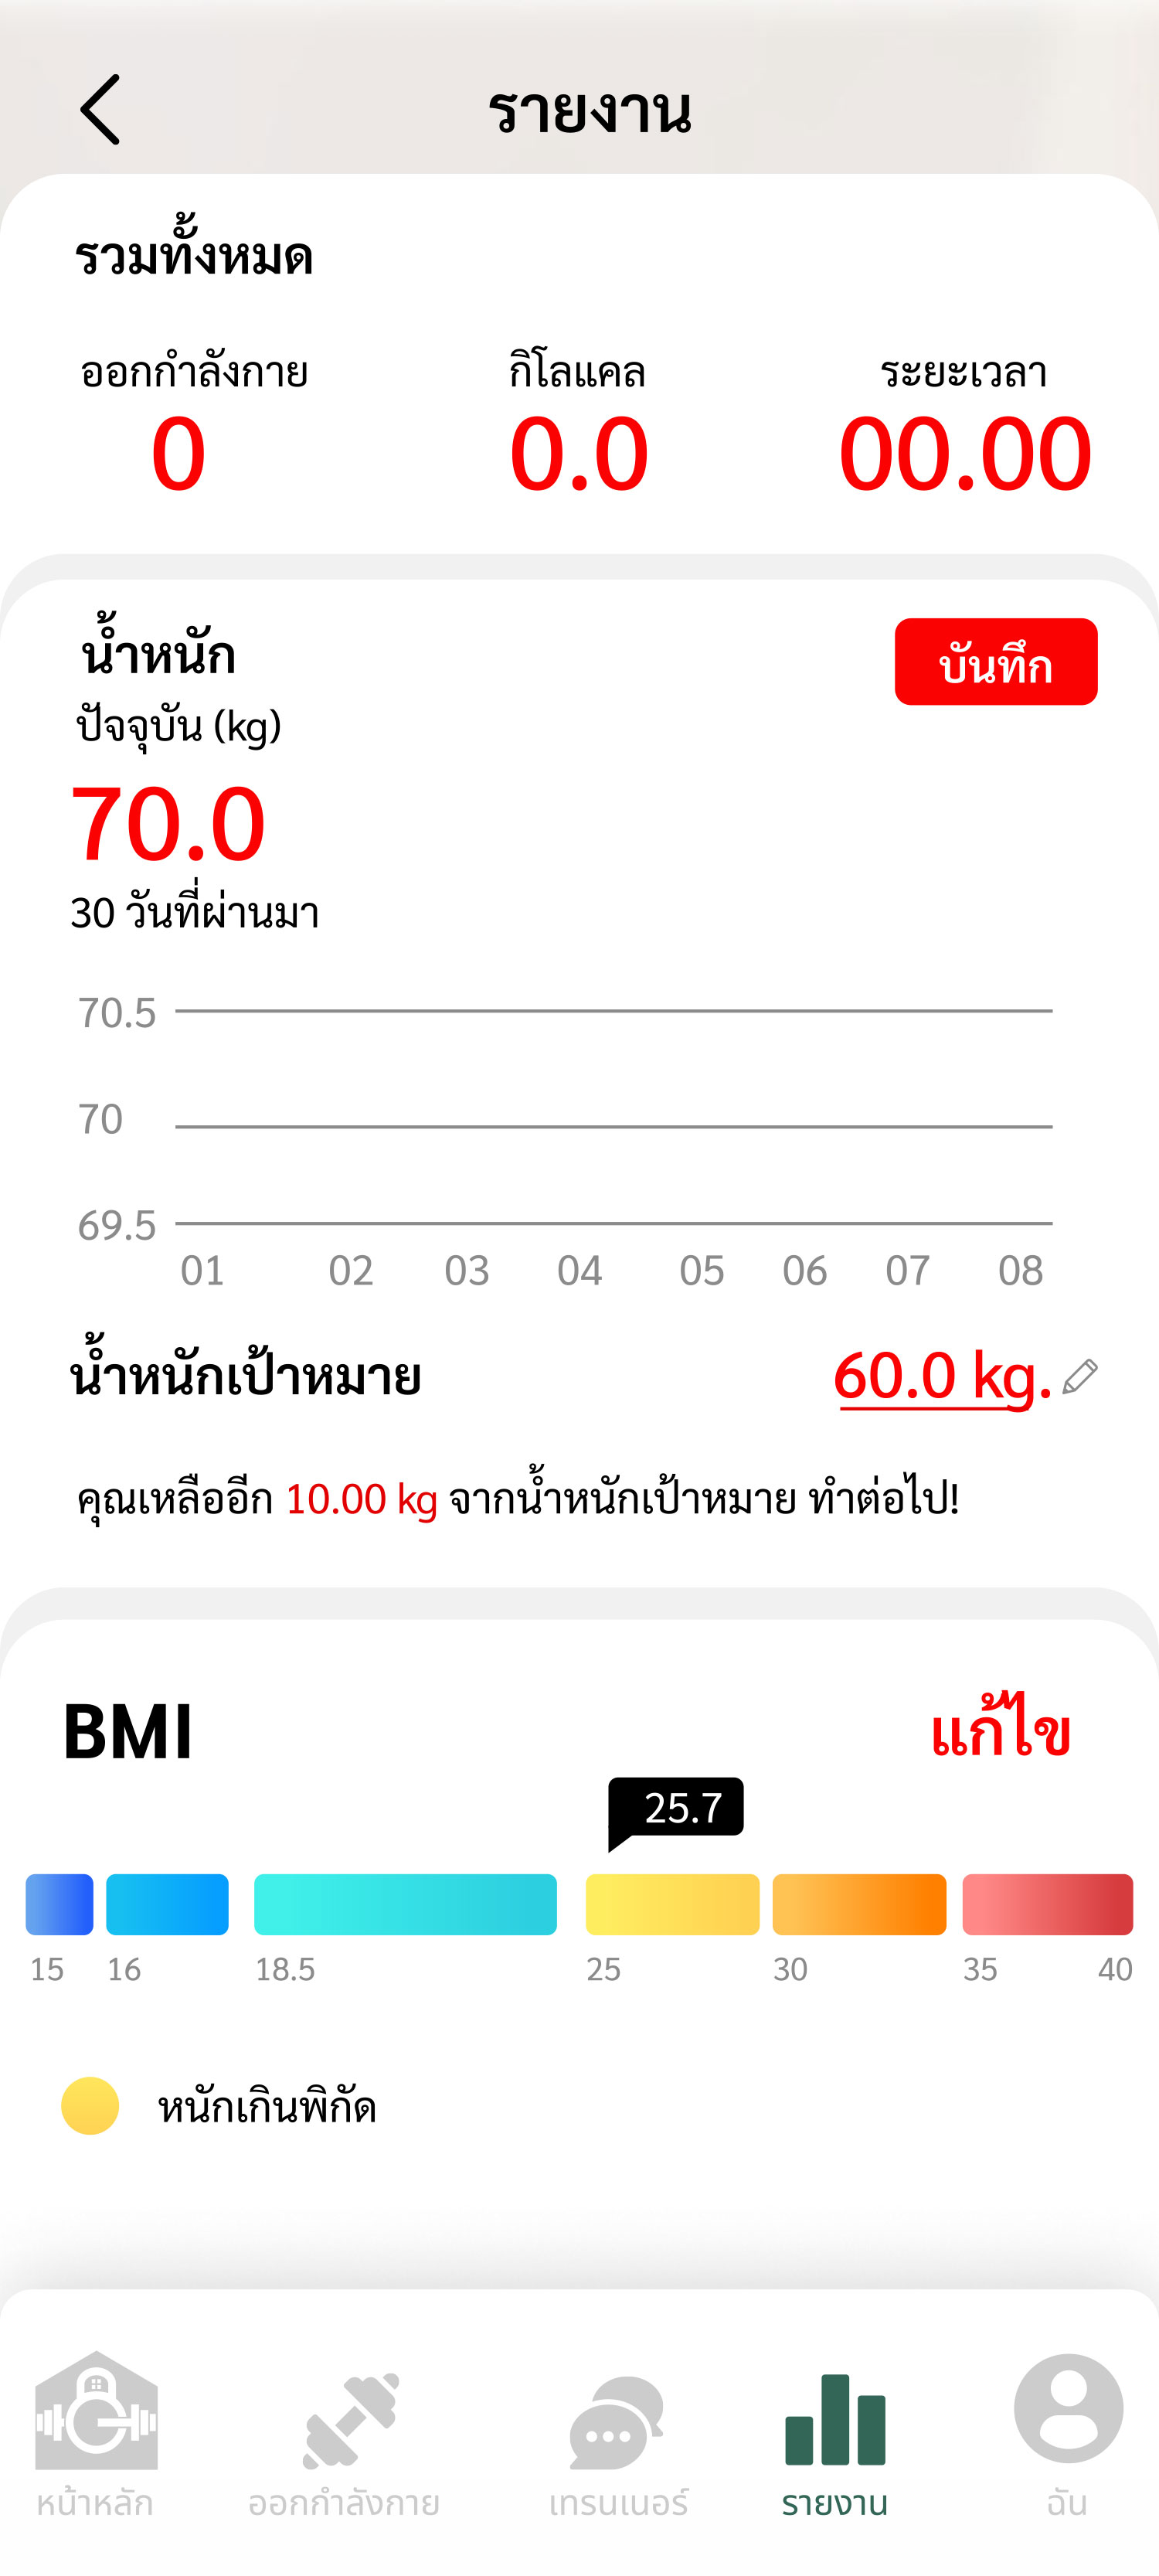 รายงาน
รวมทั้งหมด
ออกกำลังกาย กิโลแคล ระยะเวลา
0 0.0 00.00
น้ำหนัก บันทึก
ปัจจุบัน (kg)
70.0
30 วันที่ผ่านมา
70.5
70
69.5
01 02 03 04 05 06 07 08
น้ำหนักเป้าหมาย 60.0 kg.
คุณเหลืออีก 10.00 kg จากน้ำหนักเป้าหมาย ทำต่อไป!
BMI แก้ไข
25.7
15 16 18.5 25 30 35 40
หนักเกินพิกัด
หน้าหลัก ออกกำลังกาย เทรนเนอร์ รายงาน ฉัน